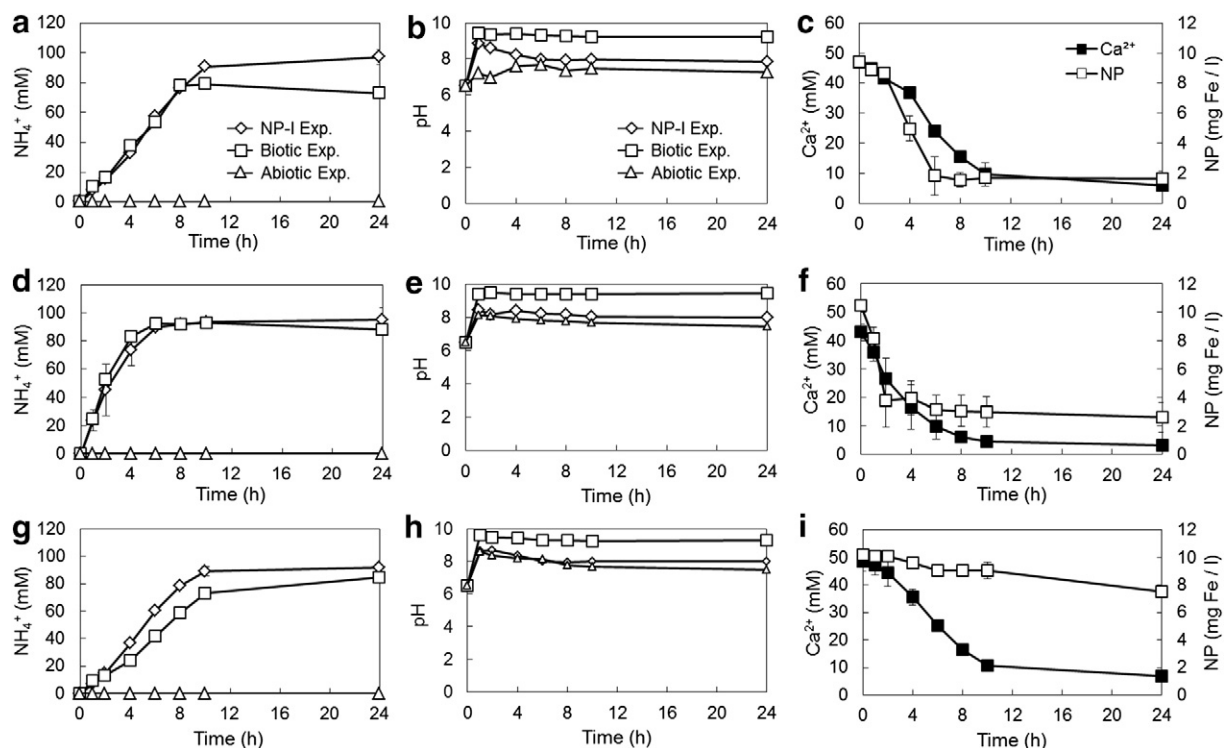 a
NH₄⁺ (mM)
120
100
80
60
40
20
0
NP-I Exp.
Biotic Exp.
Abiotic Exp.
0 4 8 12 16 20 24
Time (h)
b
pH
10
8
6
4
2
0
NP-I Exp.
Biotic Exp.
Abiotic Exp.
0 4 8 12 16 20 24
Time (h)
c
Ca²⁺ (mM)
60
50
40
30
20
10
0
Ca²⁺
NP
12
10
8
6
4
2
0
NP (mg Fe / l)
0 4 8 12 16 20 24
Time (h)
d
NH₄⁺ (mM)
120
100
80
60
40
20
0
0 4 8 12 16 20 24
Time (h)
e
pH
10
8
6
4
2
0
0 4 8 12 16 20 24
Time (h)
f
Ca²⁺ (mM)
60
50
40
30
20
10
0
12
10
8
6
4
2
0
NP (mg Fe / l)
0 4 8 12 16 20 24
Time (h)
g
NH₄⁺ (mM)
120
100
80
60
40
20
0
0 4 8 12 16 20 24
Time (h)
h
pH
10
8
6
4
2
0
0 4 8 12 16 20 24
Time (h)
i
Ca²⁺ (mM)
60
50
40
30
20
10
0
12
10
8
6
4
2
0
NP (mg Fe / l)
0 4 8 12 16 20 24
Time (h)